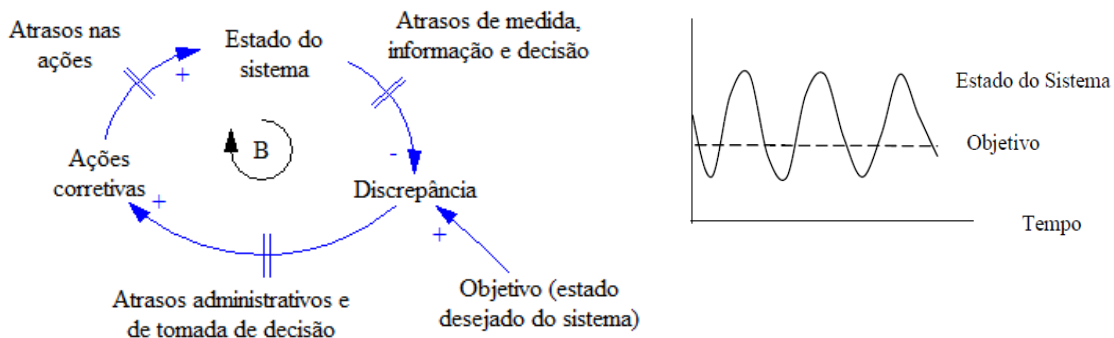 Atrasos nas
ações
+
Estado do
sistema
Atrasos de medida,
informação e decisão
B
-
Ações
corretivas
+
Discrepância
+
Atrasos administrativos e
de tomada de decisão
Objetivo (estado
desejado do sistema)
Estado do Sistema
Objetivo
Tempo